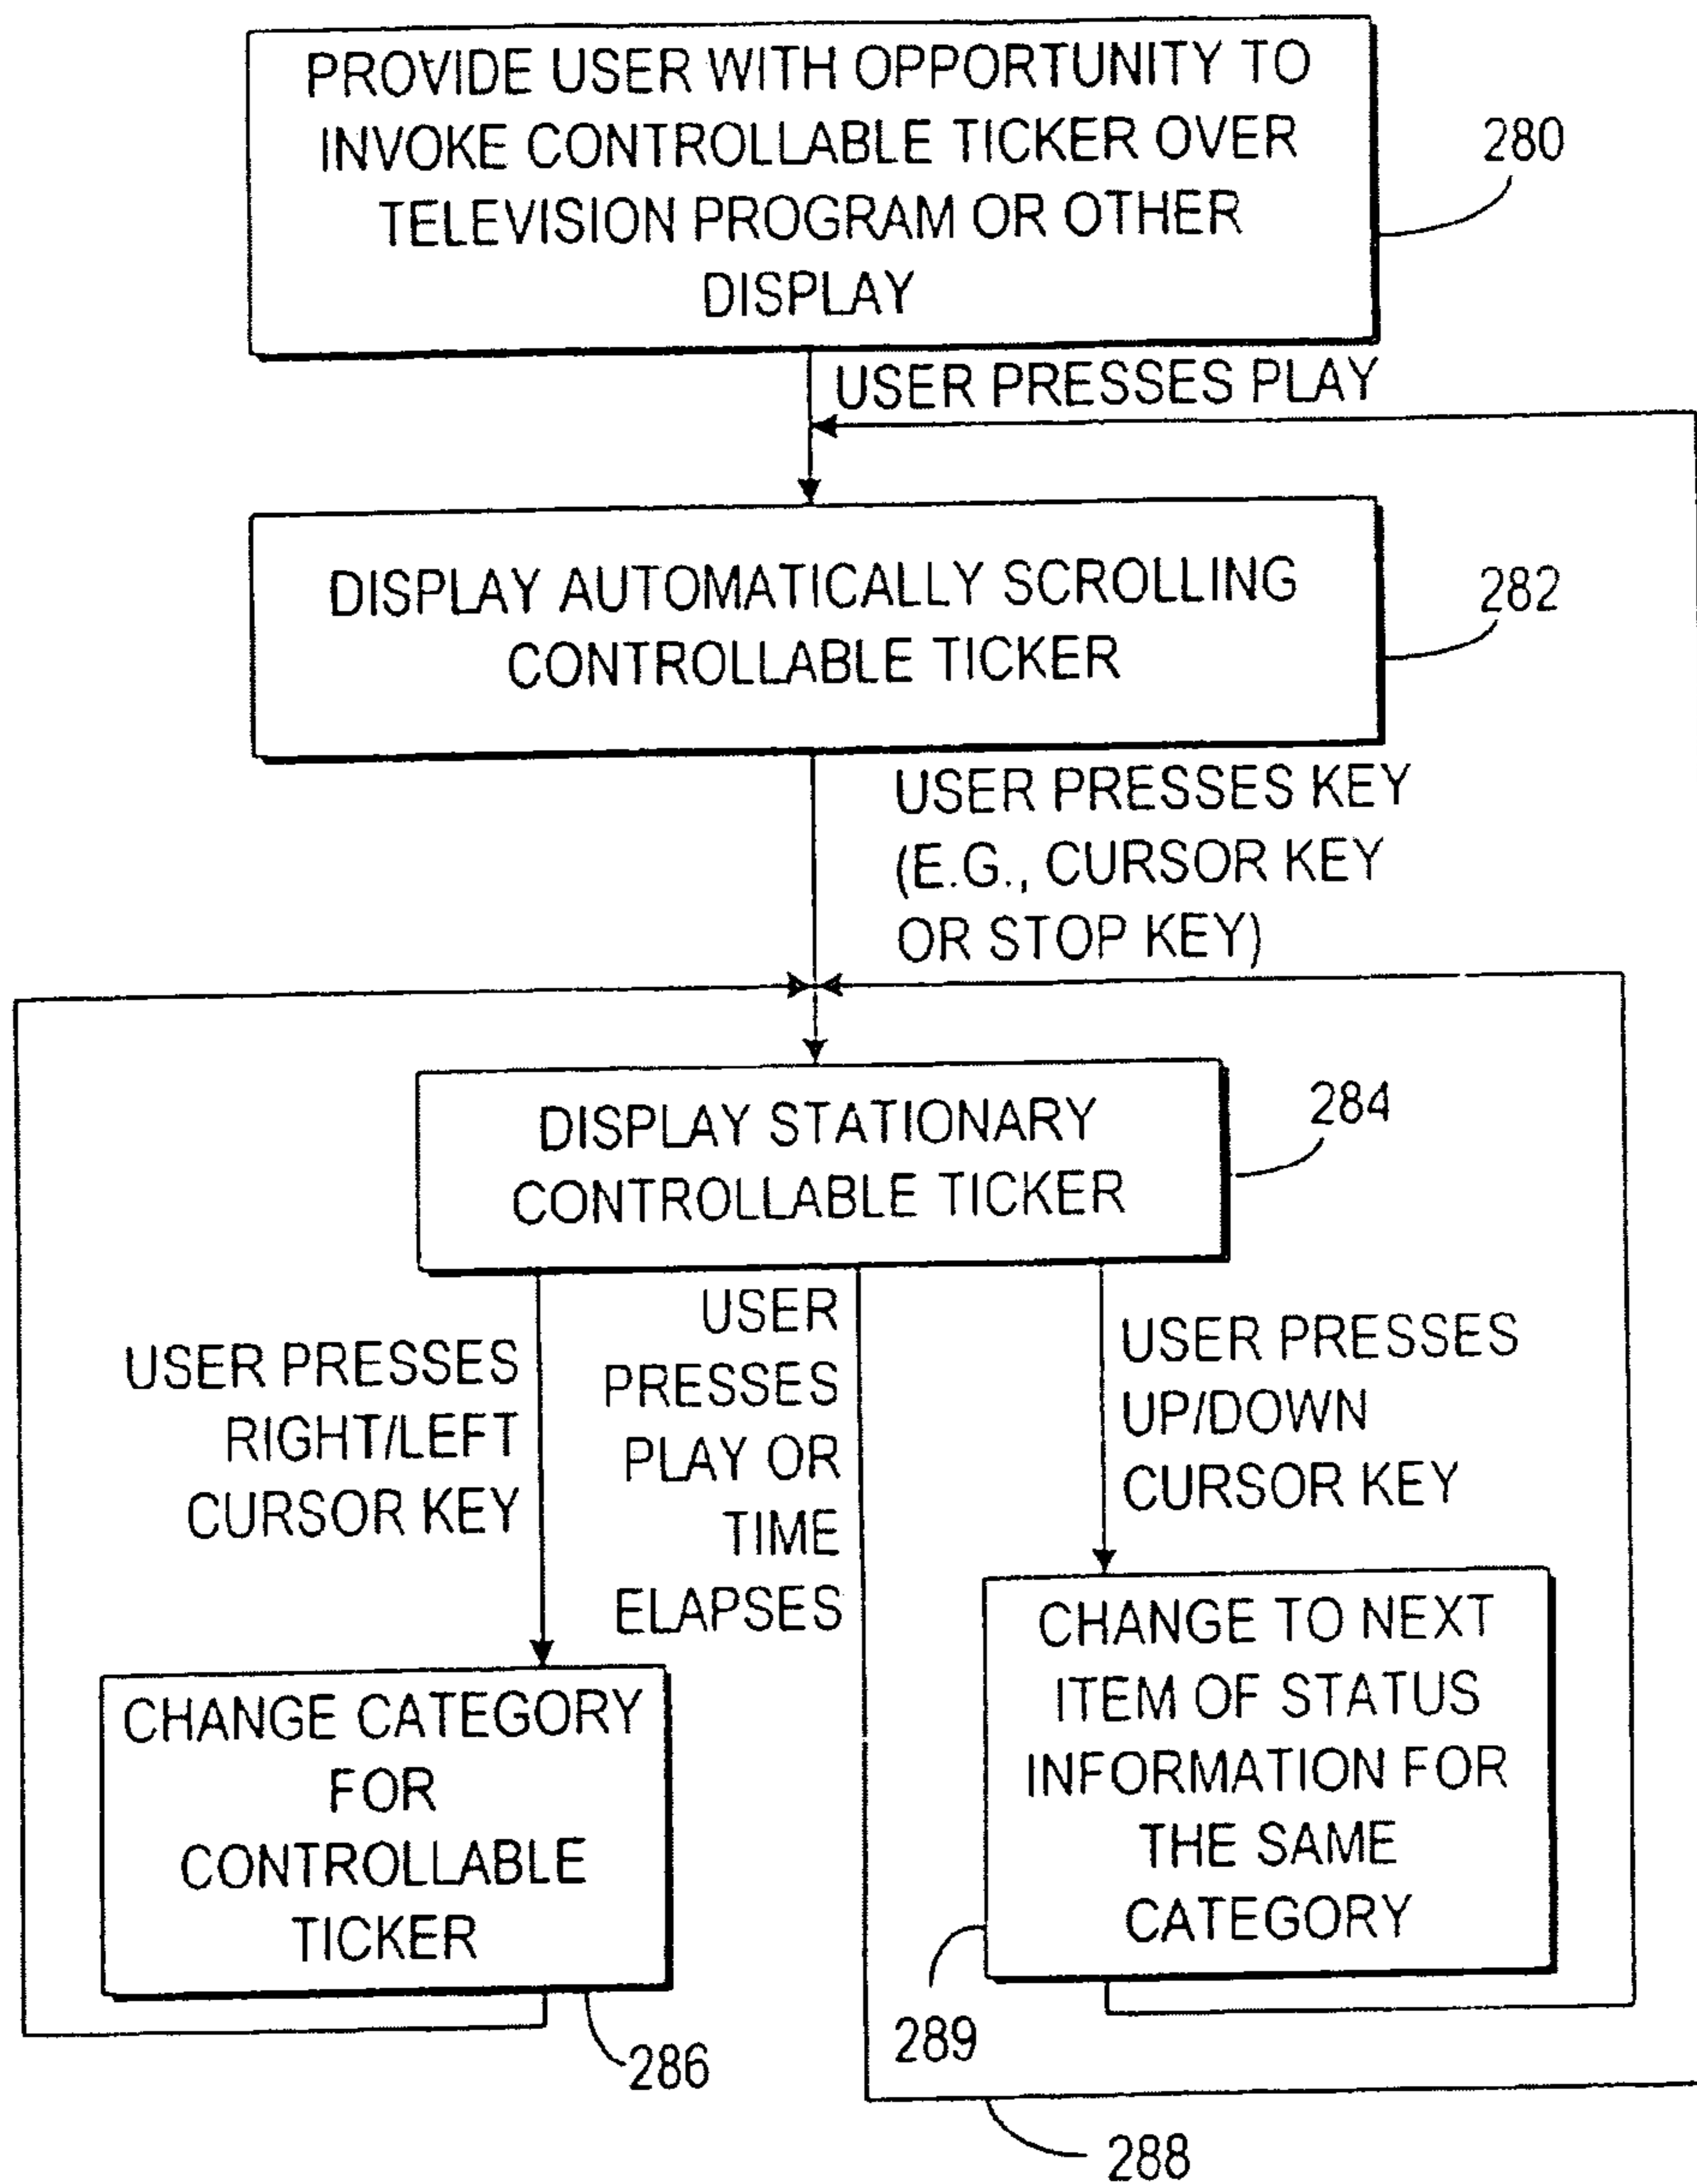 PROVIDE USER WITH OPPORTUNITY TO
INVOKE CONTROLLABLE TICKER OVER
TELEVISION PROGRAM OR OTHER
DISPLAY
280
USER PRESSES PLAY
DISPLAY AUTOMATICALLY SCROLLING
CONTROLLABLE TICKER
282
USER PRESSES KEY
(E.G., CURSOR KEY
OR STOP KEY)
DISPLAY STATIONARY
CONTROLLABLE TICKER
284
USER PRESSES
RIGHT/LEFT
CURSOR KEY
USER
PRESSES
PLAY OR
TIME
ELAPSES
USER PRESSES
UP/DOWN
CURSOR KEY
CHANGE CATEGORY
FOR
CONTROLLABLE
TICKER
286
CHANGE TO NEXT
ITEM OF STATUS
INFORMATION FOR
THE SAME
CATEGORY
289
288